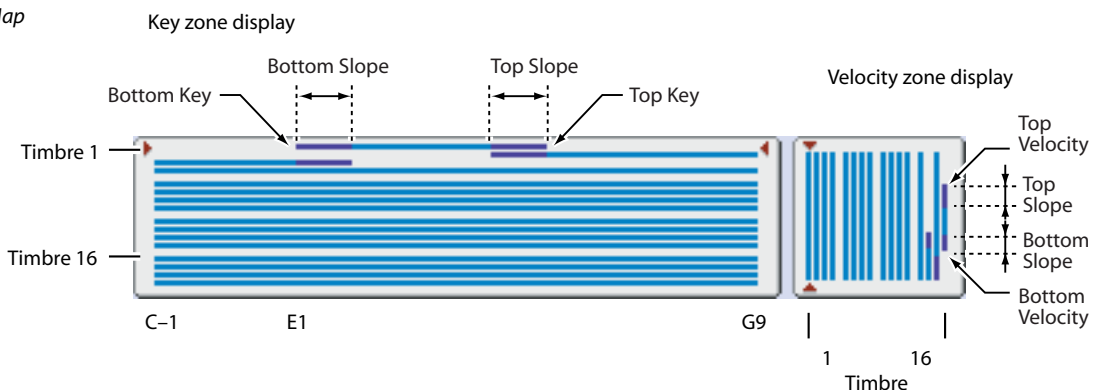 Key zone display
Bottom Slope
Top Slope
Velocity zone display
Bottom Key
Top Key
Top
Velocity
Timbre 1
Top
Slope
Bottom
Slope
Timbre 16
Bottom
Velocity
C–1
E1
G9
1
16
Timbre